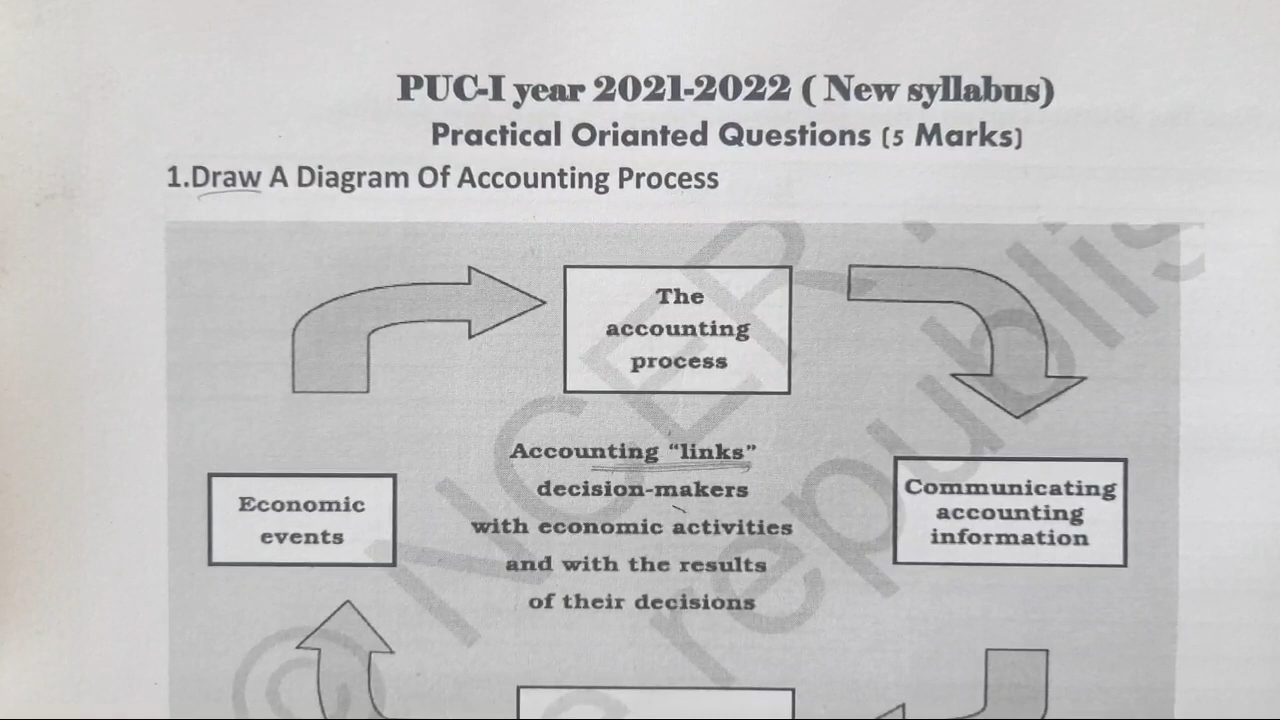 PUC-I year 2021-2022 ( New syllabus)
Practical Orianted Questions (5 Marks)
1.Draw A Diagram Of Accounting Process
The
accounting
process
Accounting “links”
decision-makers
with economic activities
and with the results
of their decisions
Economic
events
Communicating
accounting
information
© NCER
republis